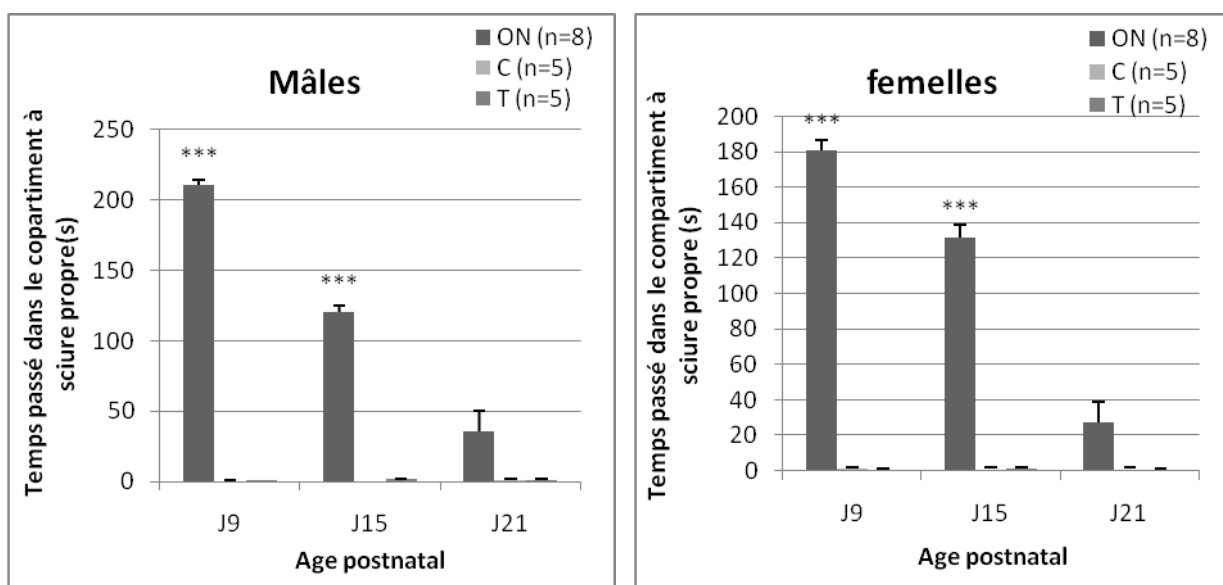 Mâles
ON (n=8)
C (n=5)
T (n=5)
Temps passé dans le copartiment à
sciure propre(s)
250
200
150
100
50
0
***
***
J9
J15
J21
Age postnatal
femelles
ON (n=8)
C (n=5)
T (n=5)
Temps passé dans le compartiment à
sciure propre (s)
200
180
160
140
120
100
80
60
40
20
0
***
***
J9
J15
J21
Age postnatal